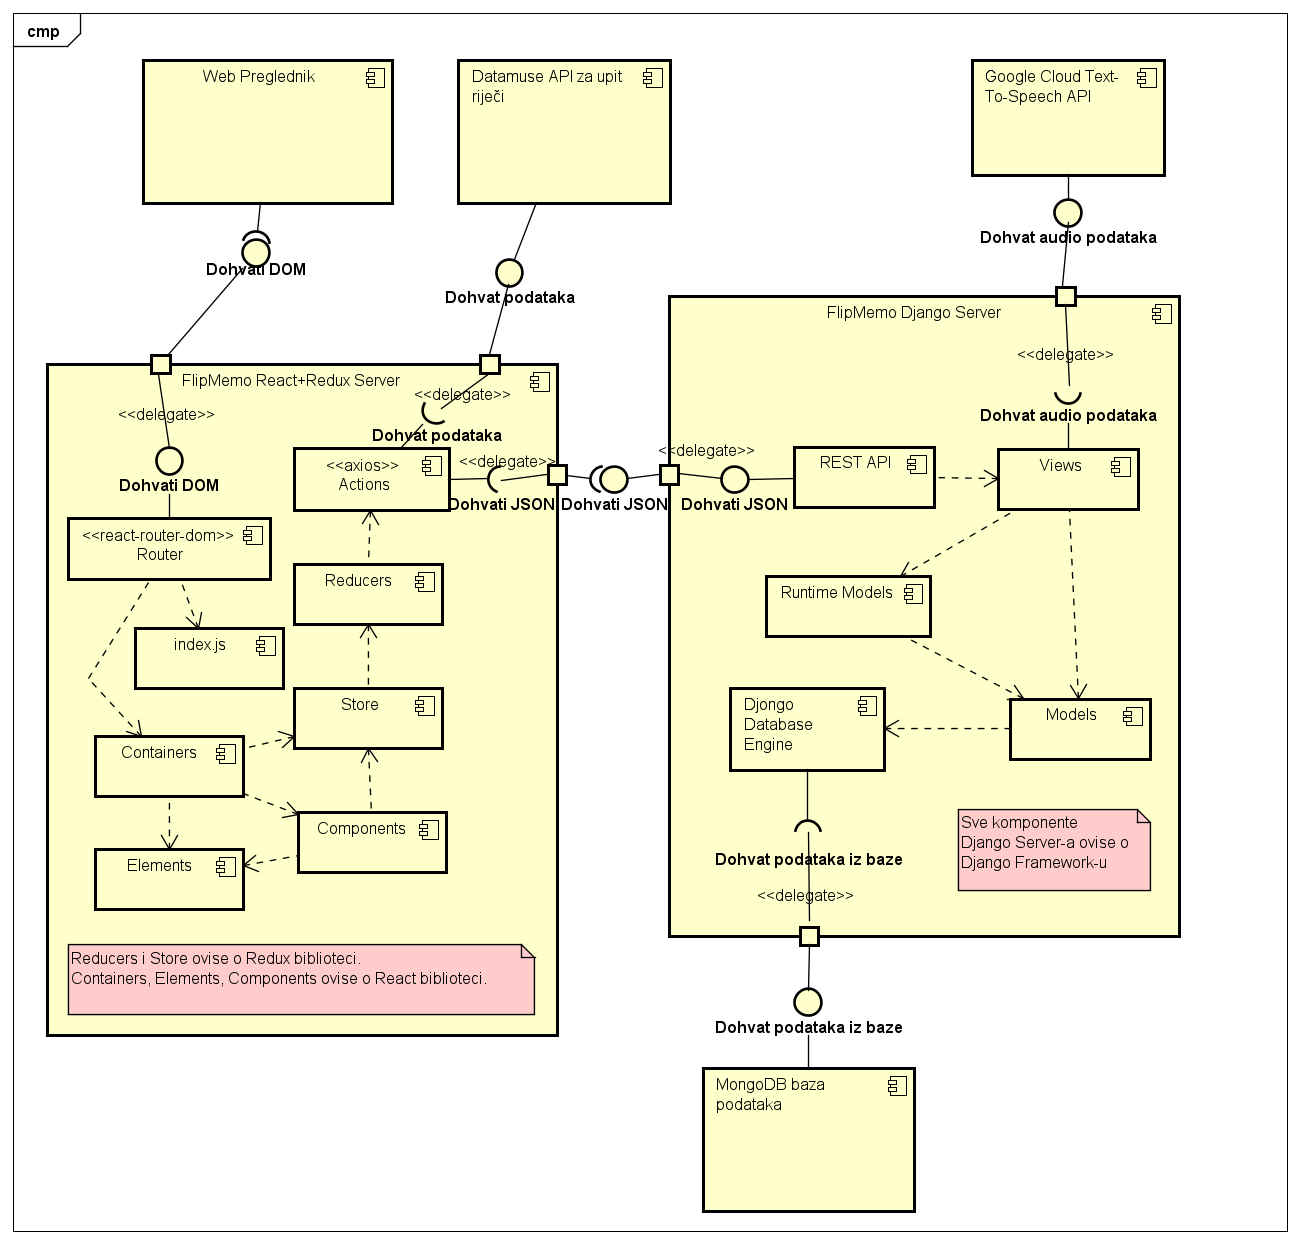 cmp
Web Preglednik
Datamuse API za upit
riječi
Google Cloud Text-
To-Speech API
Dohvati DOM
Dohvat podataka
Dohvat audio podataka
FlipMemo React+Redux Server
<<delegate>>
<<delegate>>
Dohvat podataka
Dohvati DOM
<<axios>>
Actions
<<delegate>>
Dohvati JSON
Dohvati JSON
<<react-router-dom>>
Router
Reducers
index.js
Store
Containers
Components
Elements
Reducers i Store ovise o Redux biblioteci.
Containers, Elements, Components ovise o React biblioteci.
FlipMemo Django Server
<<delegate>>
Dohvat audio podataka
<<delegate>>
Dohvati JSON
REST API
Views
Runtime Models
Djongo
Database
Engine
Models
Sve komponente
Django Server-a ovise o
Django Framework-u
Dohvat podataka iz baze
<<delegate>>
Dohvat podataka iz baze
MongoDB baza
podataka